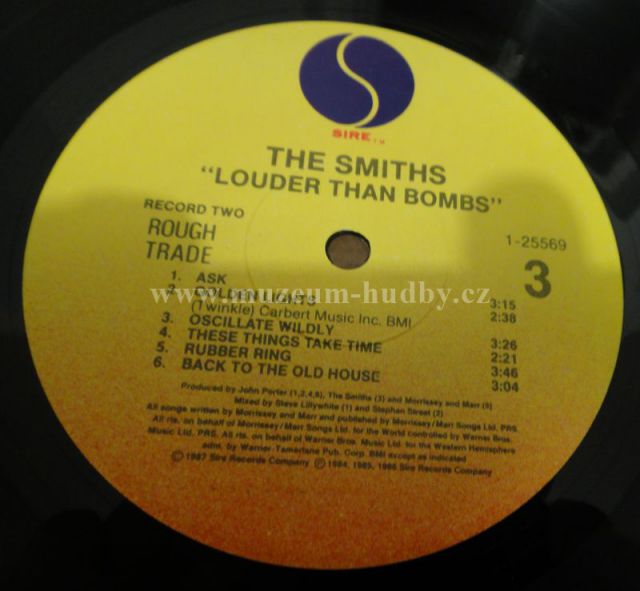 SIRE TM
THE SMITHS
"LOUDER THAN BOMBS"
RECORD TWO
ROUGH
TRADE
1-25569
3
1. ASK 3:15
2. GOLDEN LIGHTS 2:38
(Twinkle) Carbert Music Inc. BMI
3. OSCILLATE WILDLY 3:26
4. THESE THINGS TAKE TIME 2:21
5. RUBBER RING 3:46
6. BACK TO THE OLD HOUSE 3:04
www.muzeum-hudby.cz
Produced by John Porter (1,2,4,6), The Smiths (3) and Morrissey and Marr (5)
Mixed by Steve Lillywhite (1) and Stephan Street (2)
All songs written by Morrissey and Marr and published by Morrissey/Marr Songs Ltd. PRS.
All rts. on behalf of Morrissey/Marr Songs Ltd. for the World controlled by Warner Bros.
Music Ltd. PRS. All rts. on behalf of Warner Bros. Music Ltd. for the Western Hemisphere
adm. by Warner-Tamerlane Pub. Corp. BMI except as indicated
©1987 Sire Records Company ℗ 1984, 1985, 1986 Sire Records Company